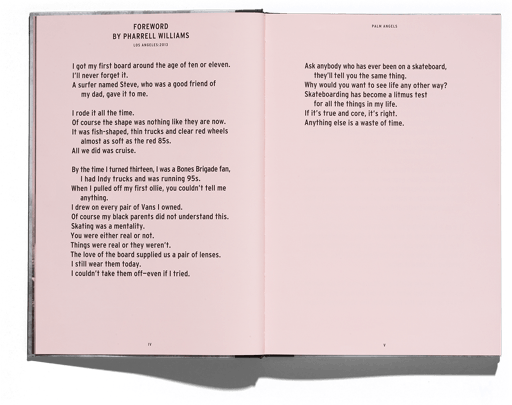 FOREWORD
BY PHARRELL WILLIAMS
LOS ANGELES/2013
I got my first board around the age of ten or eleven.
I'll never forget it.
A surfer named Steve, who was a good friend of
my dad, gave it to me.
I rode it all the time.
Of course the shape was nothing like they are now.
It was fish-shaped, thin trucks and clear red wheels
almost as soft as the red 85s.
All we did was cruise.
By the time I turned thirteen, I was a Bones Brigade fan,
I had Indy trucks and was running 95s.
When I pulled off my first ollie, you couldn't tell me
anything.
I drew on every pair of Vans I owned.
Of course my black parents did not understand this.
Skating was a mentality.
You were either real or not.
Things were real or they weren't.
The love of the board supplied us a pair of lenses.
I still wear them today.
I couldn't take them off—even if I tried.
IV
PALM ANGELS
Ask anybody who has ever been on a skateboard,
they'll tell you the same thing.
Why would you want to see life any other way?
Skateboarding has become a litmus test
for all the things in my life.
If it's true and core, it's right.
Anything else is a waste of time.
V